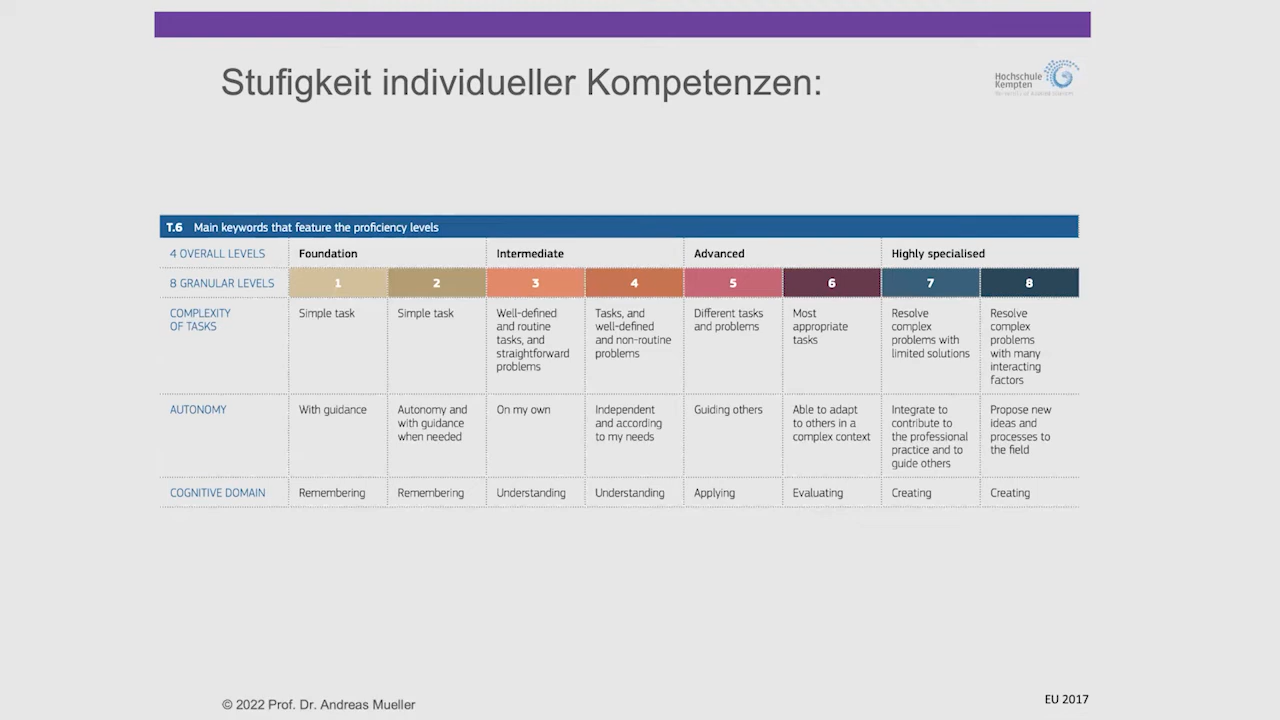 Stufigkeit individueller Kompetenzen:
Hochschule
Kempten
T.6 Main keywords that feature the proficiency levels
4 OVERALL LEVELS Foundation Intermediate Advanced Highly specialised
8 GRANULAR LEVELS 1 2 3 4 5 6 7 8
COMPLEXITY
OF TASKS
Simple task
Simple task
Well-defined
and routine
tasks, and
straightforward
problems
Tasks, and
well-defined
and non-routine
problems
Different tasks
and problems
Most
appropriate
tasks
Resolve
complex
problems with
limited solutions
Resolve
complex
problems
with many
interacting
factors
AUTONOMY
With guidance
Autonomy and
with guidance
when needed
On my own
Independent
and according
to my needs
Guiding others
Able to adapt
to others in a
complex context
Integrate to
contribute to
the professional
practice and to
guide others
Propose new
ideas and
processes to
the field
COGNITIVE DOMAIN Remembering Remembering Understanding Understanding Applying Evaluating Creating Creating
© 2022 Prof. Dr. Andreas Mueller
EU 2017